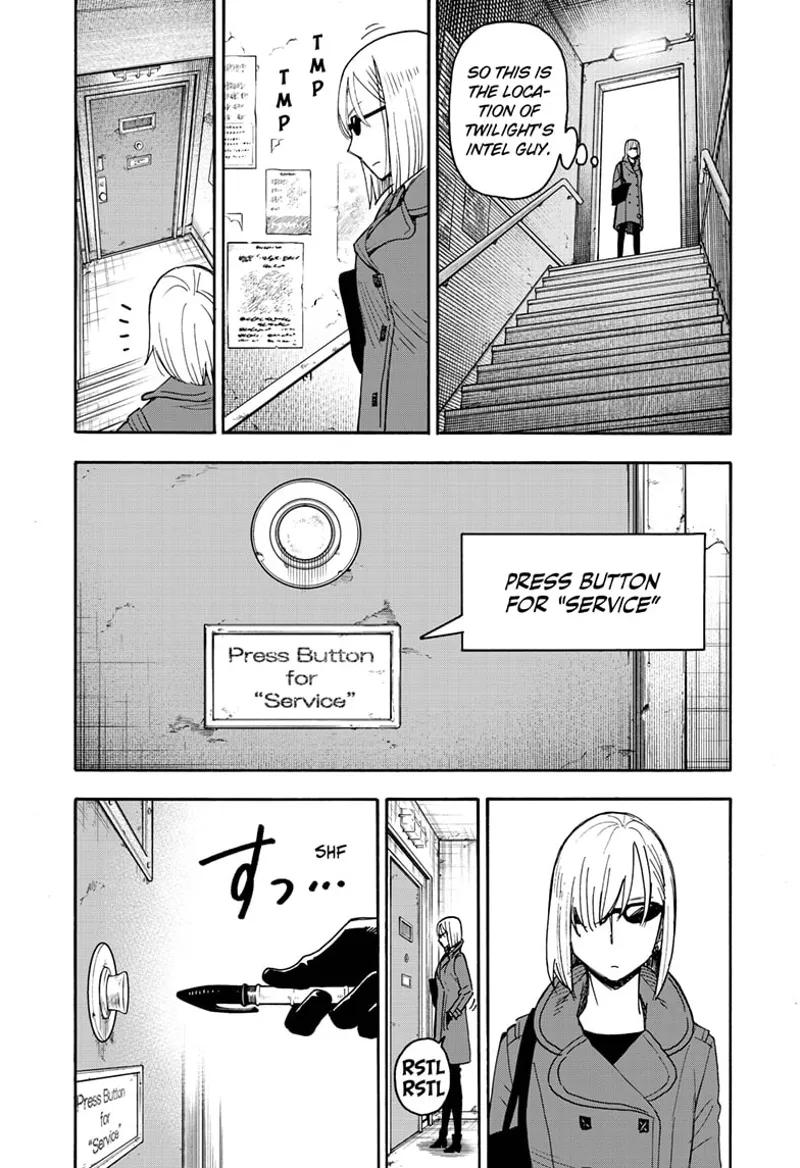 SO THIS IS
THE LOCA-
TION OF
TWILIGHT'S
INTEL GUY.
TMP
TMP
PRESS BUTTON
FOR "SERVICE"
Press Button
for
"Service"
RSTL
RSTL
SHF
すっ...
Press Button
for
"Service"